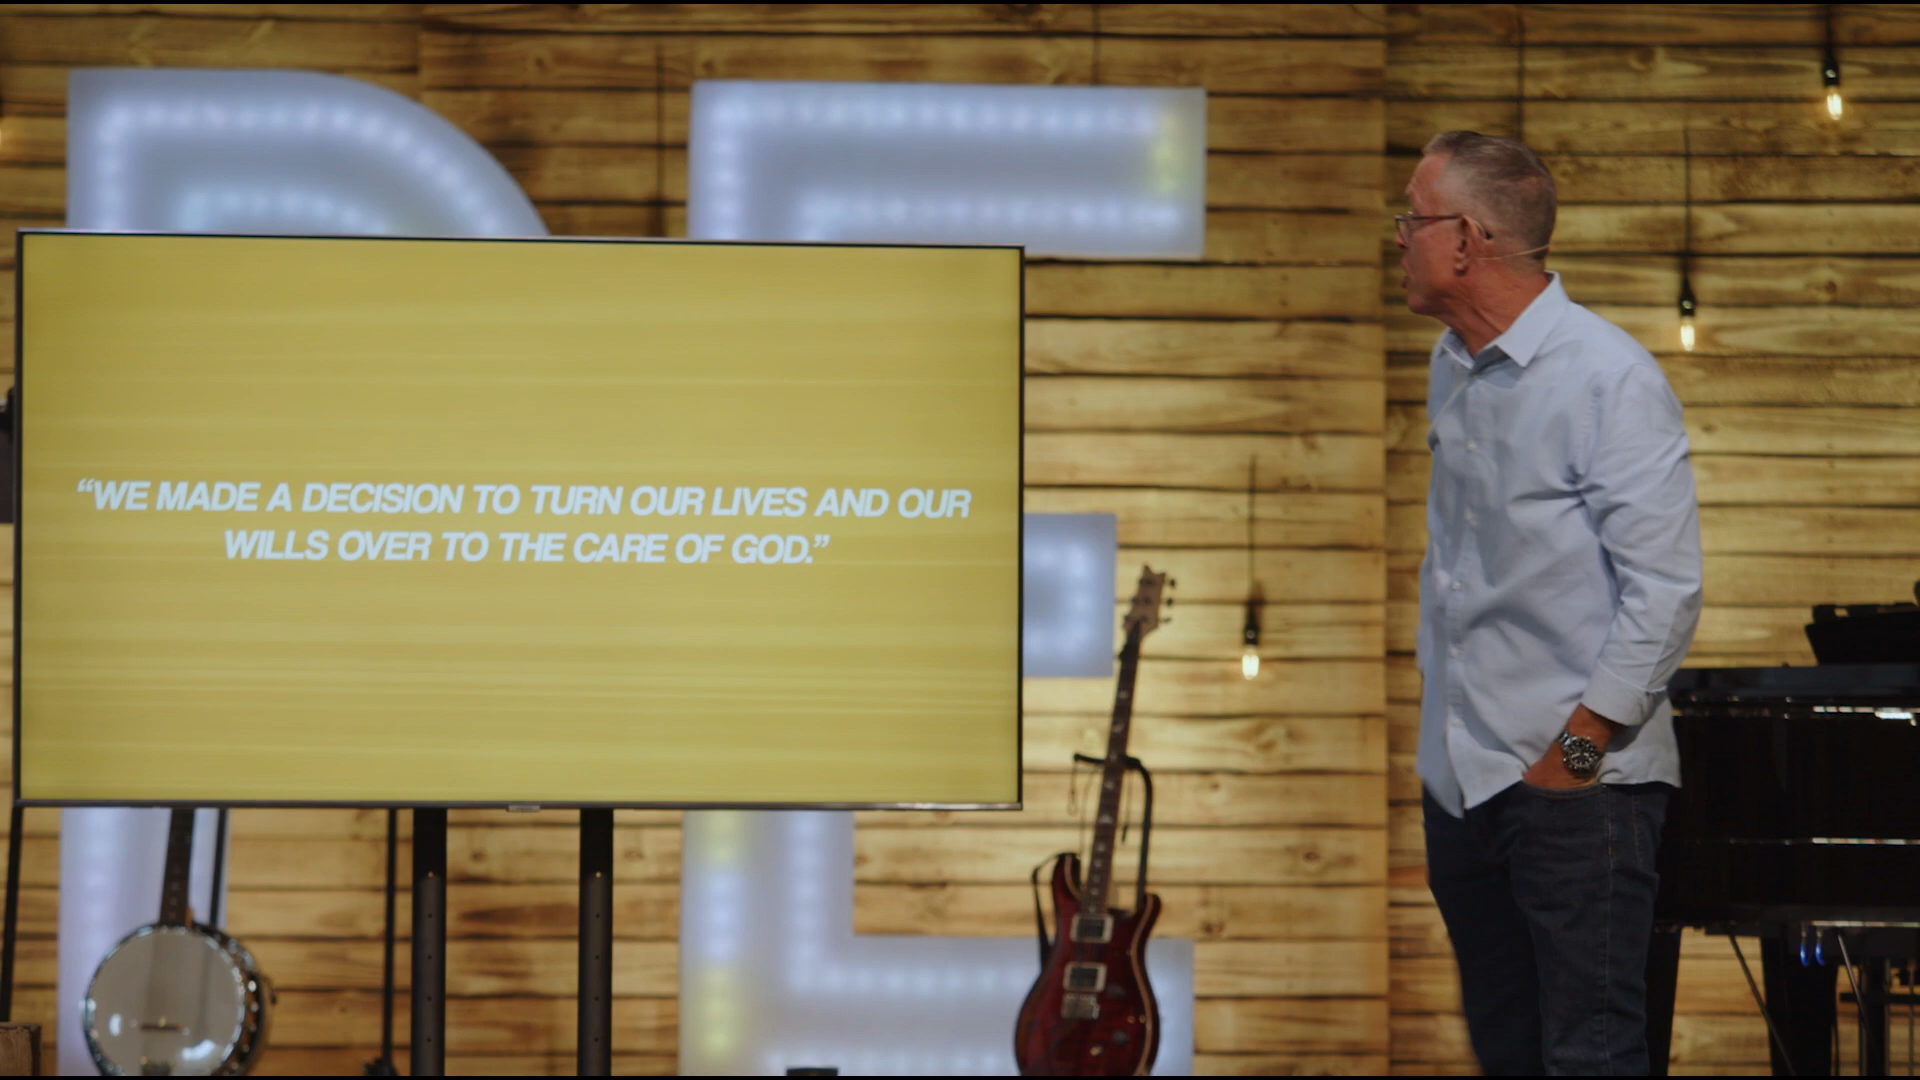 “WE MADE A DECISION TO TURN OUR LIVES AND OUR
WILLS OVER TO THE CARE OF GOD.”